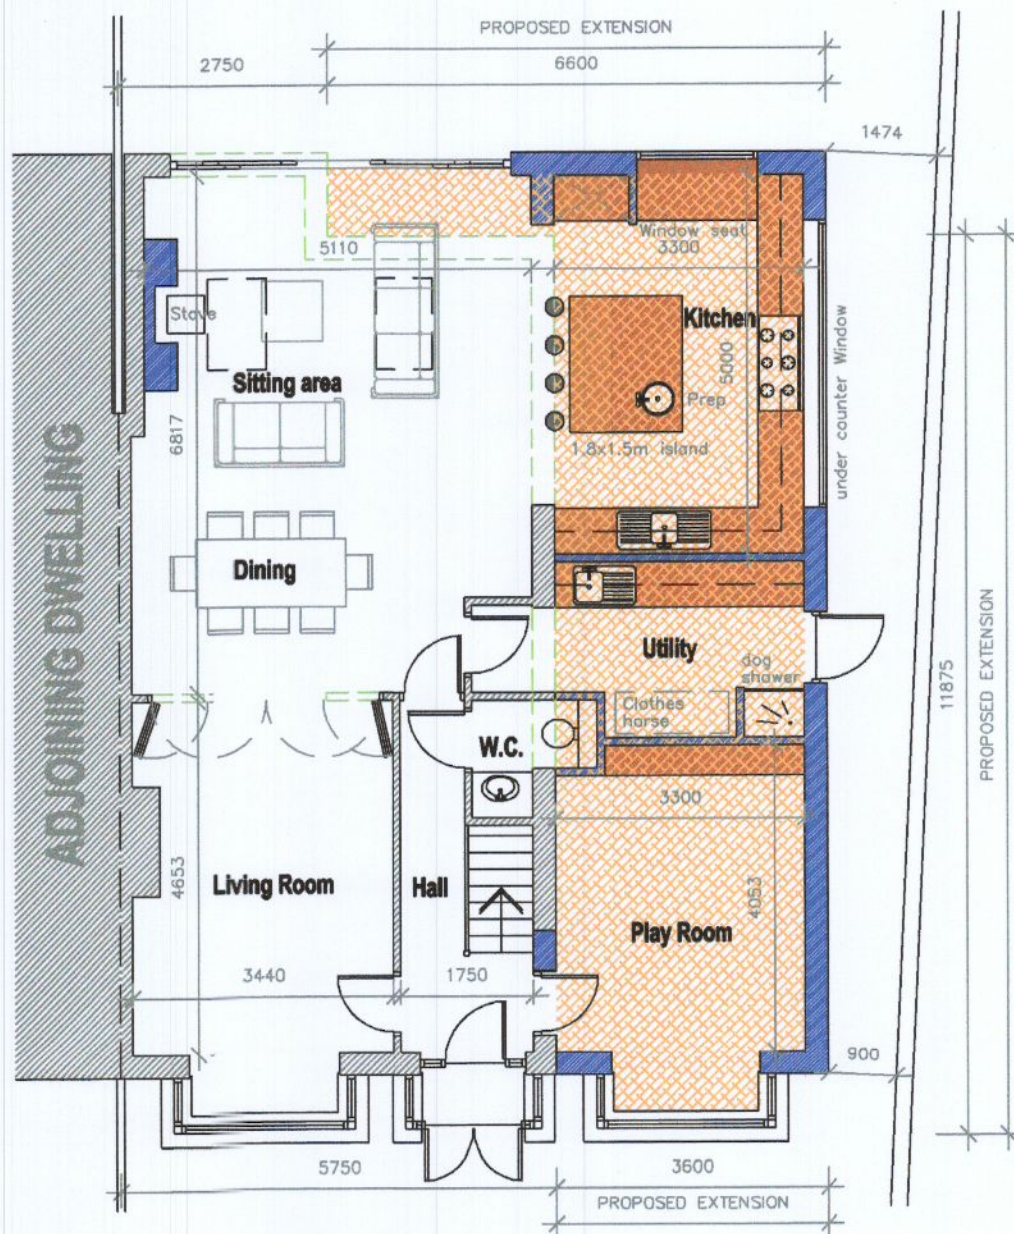 PROPOSED EXTENSION
2750
6600
1474
Window seat
5110
3300
Stove
Kitchen
Sitting area
5000
Prep
under counter Window
6817
1.8x1.5m island
ADJOINING DWELLING
Dining
Utility
dog
shower
Clothes
horse
W.C.
11875
PROPOSED EXTENSION
3300
4653
Living Room
Hall
4053
Play Room
3440
1750
900
5750
3600
PROPOSED EXTENSION